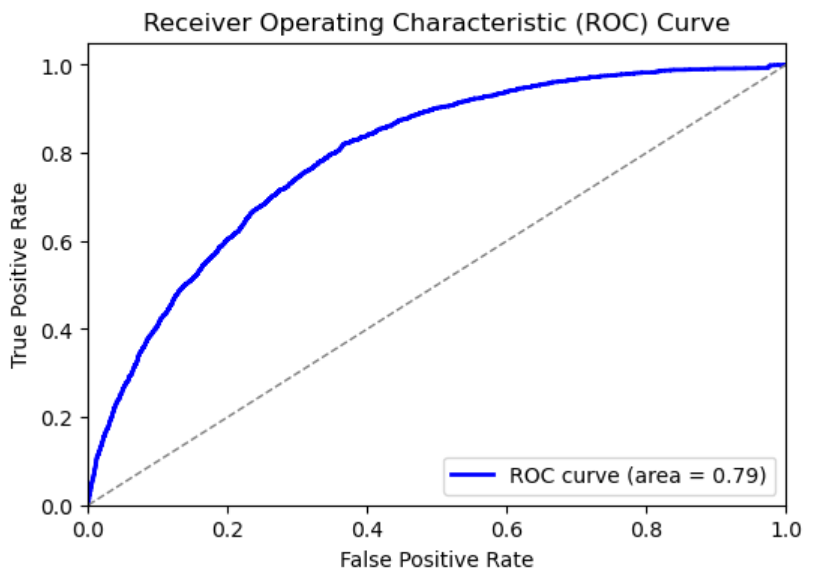 Receiver Operating Characteristic (ROC) Curve
1.0
0.8
0.6
0.4
0.2
0.0
True Positive Rate
ROC curve (area = 0.79)
0.0 0.2 0.4 0.6 0.8 1.0
False Positive Rate